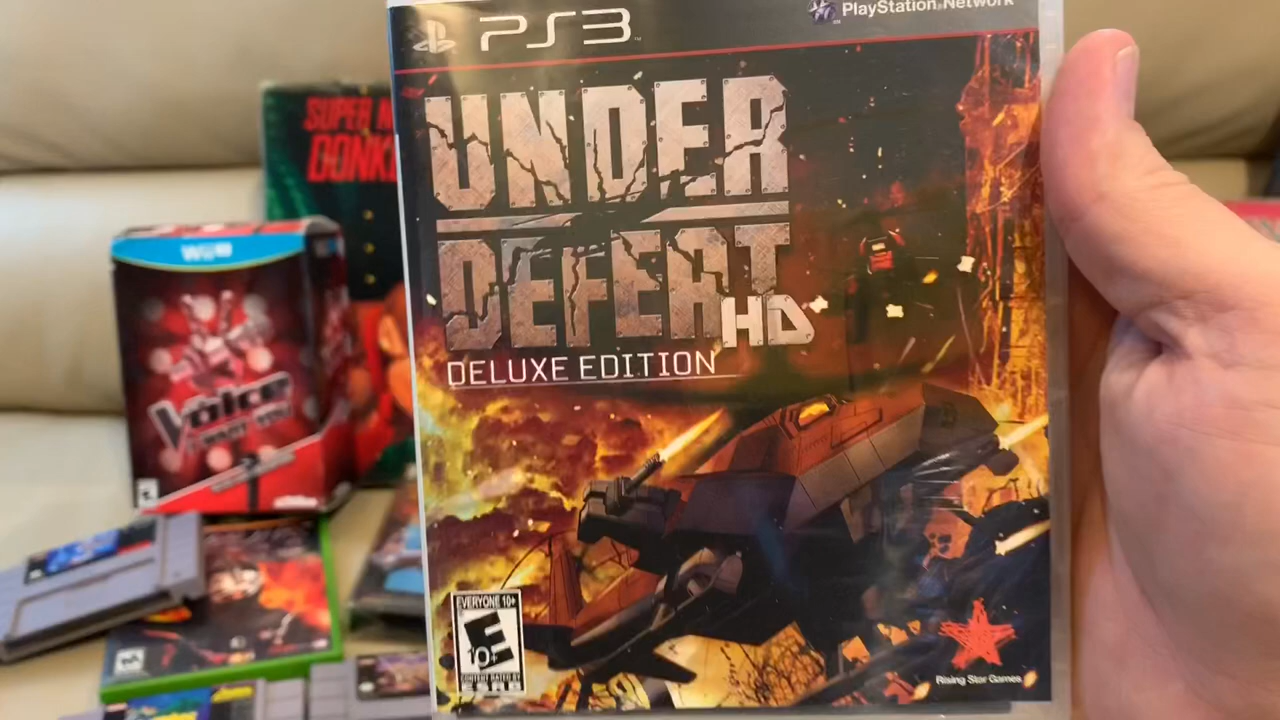 PS3
PlayStation Network
UNDER
DEFEAT
HD
DELUXE EDITION
EVERYONE 10+
E
10+
CONTENT RATED BY
ESRB
Rising Star Games
SUPER
DONK
Wii U
The
Voice